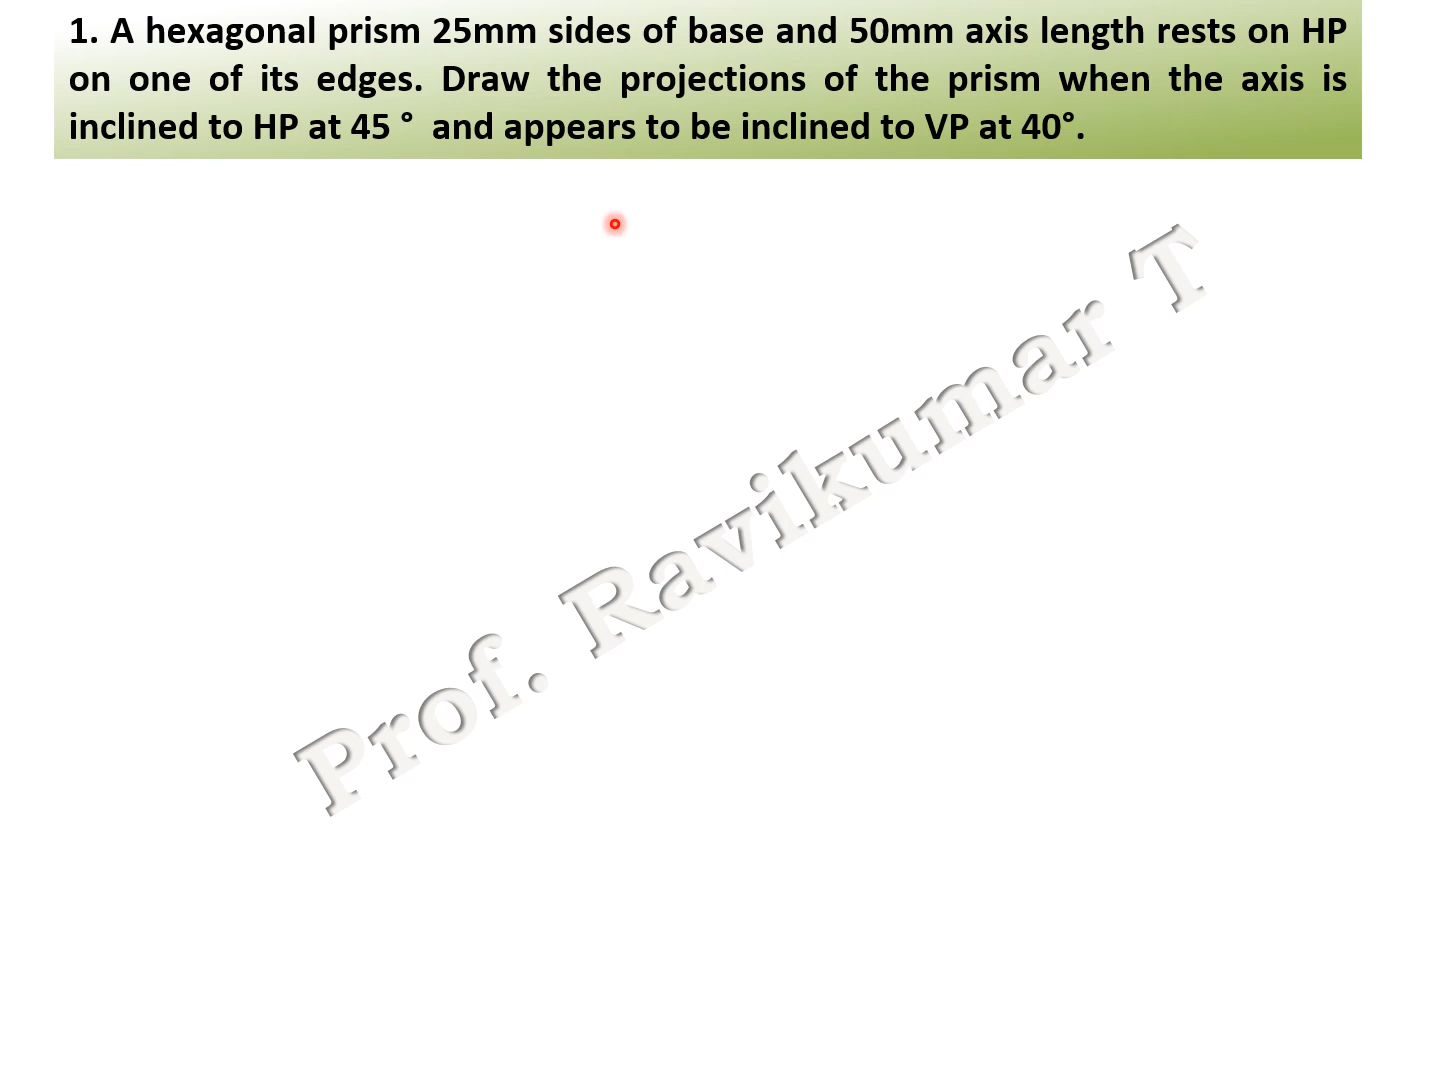 1. A hexagonal prism 25mm sides of base and 50mm axis length rests on HP
on one of its edges. Draw the projections of the prism when the axis is
inclined to HP at 45 ° and appears to be inclined to VP at 40°.
Prof. Ravikumar T